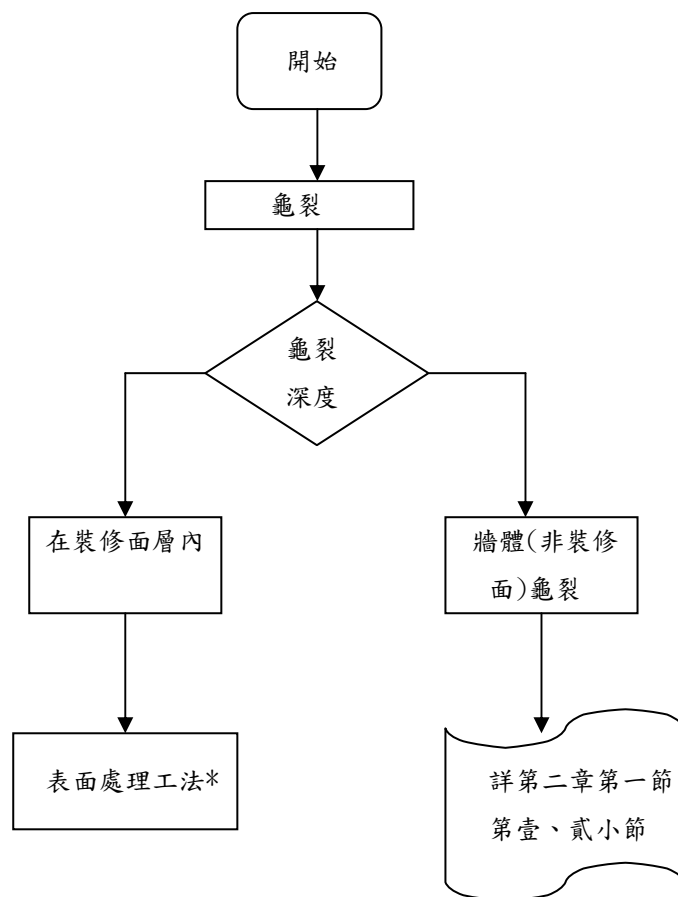 開始
龜裂
龜裂
深度
在裝修面層內
牆體(非裝修
面)龜裂
表面處理工法*
詳第二章第一節
第壹、貳小節